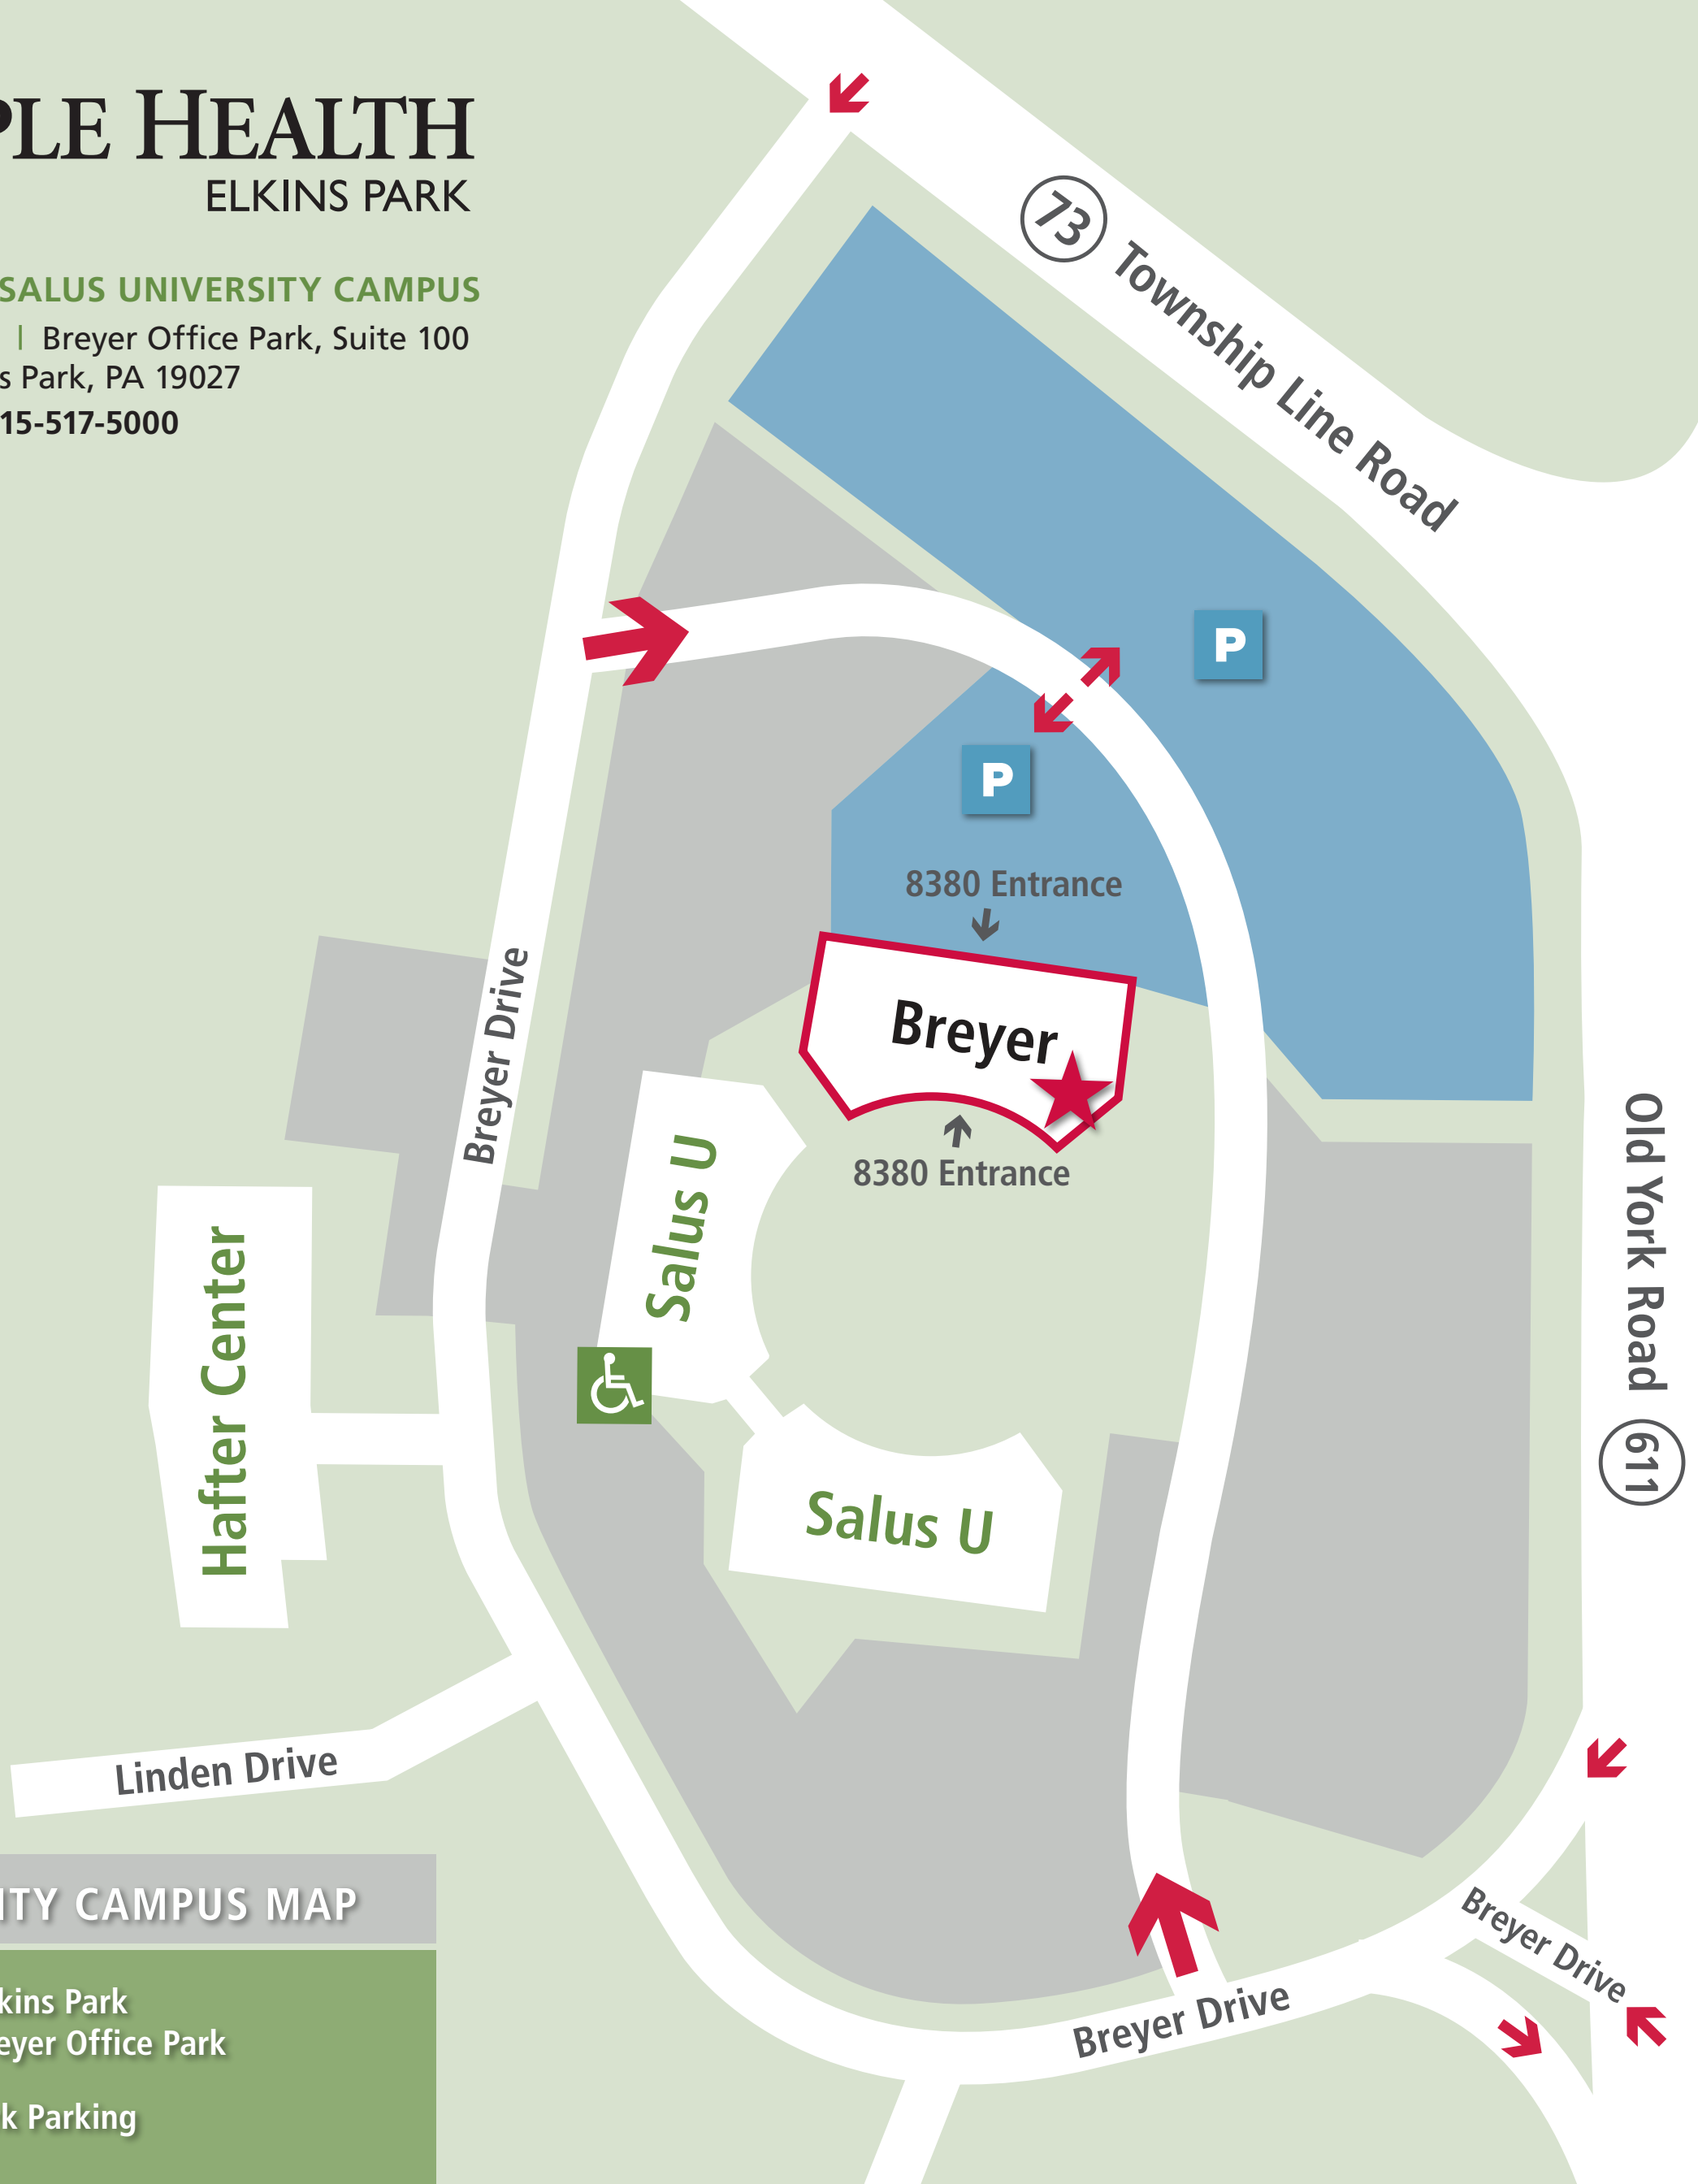 PLE HEALTH
ELKINS PARK
SALUS UNIVERSITY CAMPUS
| Breyer Office Park, Suite 100
s Park, PA 19027
15-517-5000
73 Township Line Road
P
P
8380 Entrance
Breyer
8380 Entrance
Breyer Drive
Old York Road 611
Salus U
Hafter Center
Salus U
Linden Drive
ITY CAMPUS MAP
Breyer Drive
Breyer Drive
kins Park
eyer Office Park
k Parking